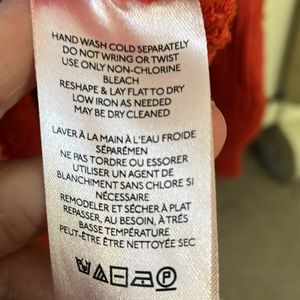 HAND WASH COLD SEPARATELY
DO NOT WRING OR TWIST
USE ONLY NON-CHLORINE
BLEACH
RESHAPE & LAY FLAT TO DRY
LOW IRON AS NEEDED
MAY BE DRY CLEANED
LAVER À LA MAIN À L'EAU FROIDE
SÉPARÉMEN
NE PAS TORDRE OU ESSORER
UTILISER UN AGENT DE
BLANCHIMENT SANS CHLORE SI
NÉCESSAIRE
REMODELER ET SÉCHER À PLAT
REPASSER, AU BESOIN, À TRÈS
BASSE TEMPÉRATURE
PEUT-ÊTRE ÊTRE NETTOYÉE SEC
P